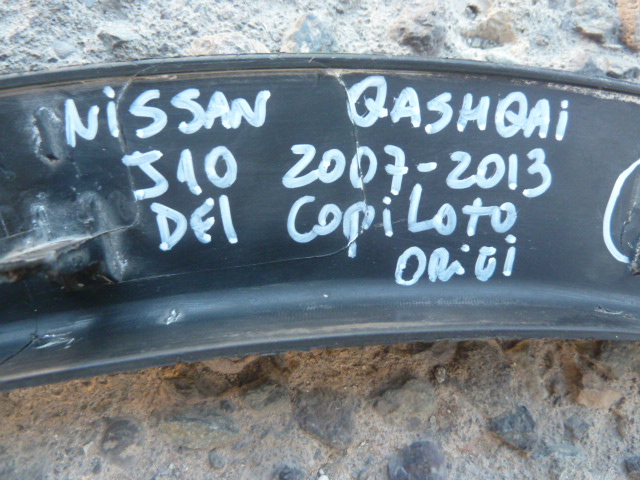 NiSSAN QASHQAi
J10 2007-2013
DEl CopiLoto
ORiGi